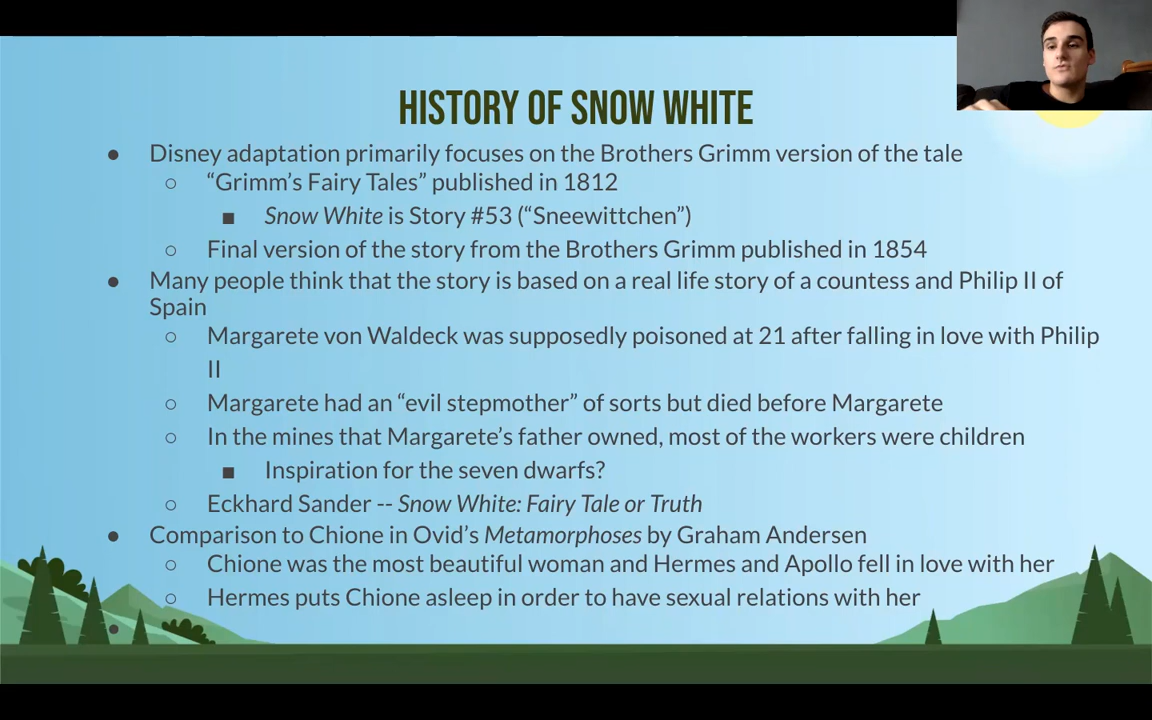 HISTORY OF SNOW WHITE
● Disney adaptation primarily focuses on the Brothers Grimm version of the tale
○ “Grimm’s Fairy Tales” published in 1812
■ Snow White is Story #53 (“Sneewittchen”)
○ Final version of the story from the Brothers Grimm published in 1854
● Many people think that the story is based on a real life story of a countess and Philip II of
Spain
○ Margarete von Waldeck was supposedly poisoned at 21 after falling in love with Philip
II
○ Margarete had an “evil stepmother” of sorts but died before Margarete
○ In the mines that Margarete’s father owned, most of the workers were children
■ Inspiration for the seven dwarfs?
○ Eckhard Sander -- Snow White: Fairy Tale or Truth
● Comparison to Chione in Ovid’s Metamorphoses by Graham Andersen
○ Chione was the most beautiful woman and Hermes and Apollo fell in love with her
○ Hermes puts Chione asleep in order to have sexual relations with her
●